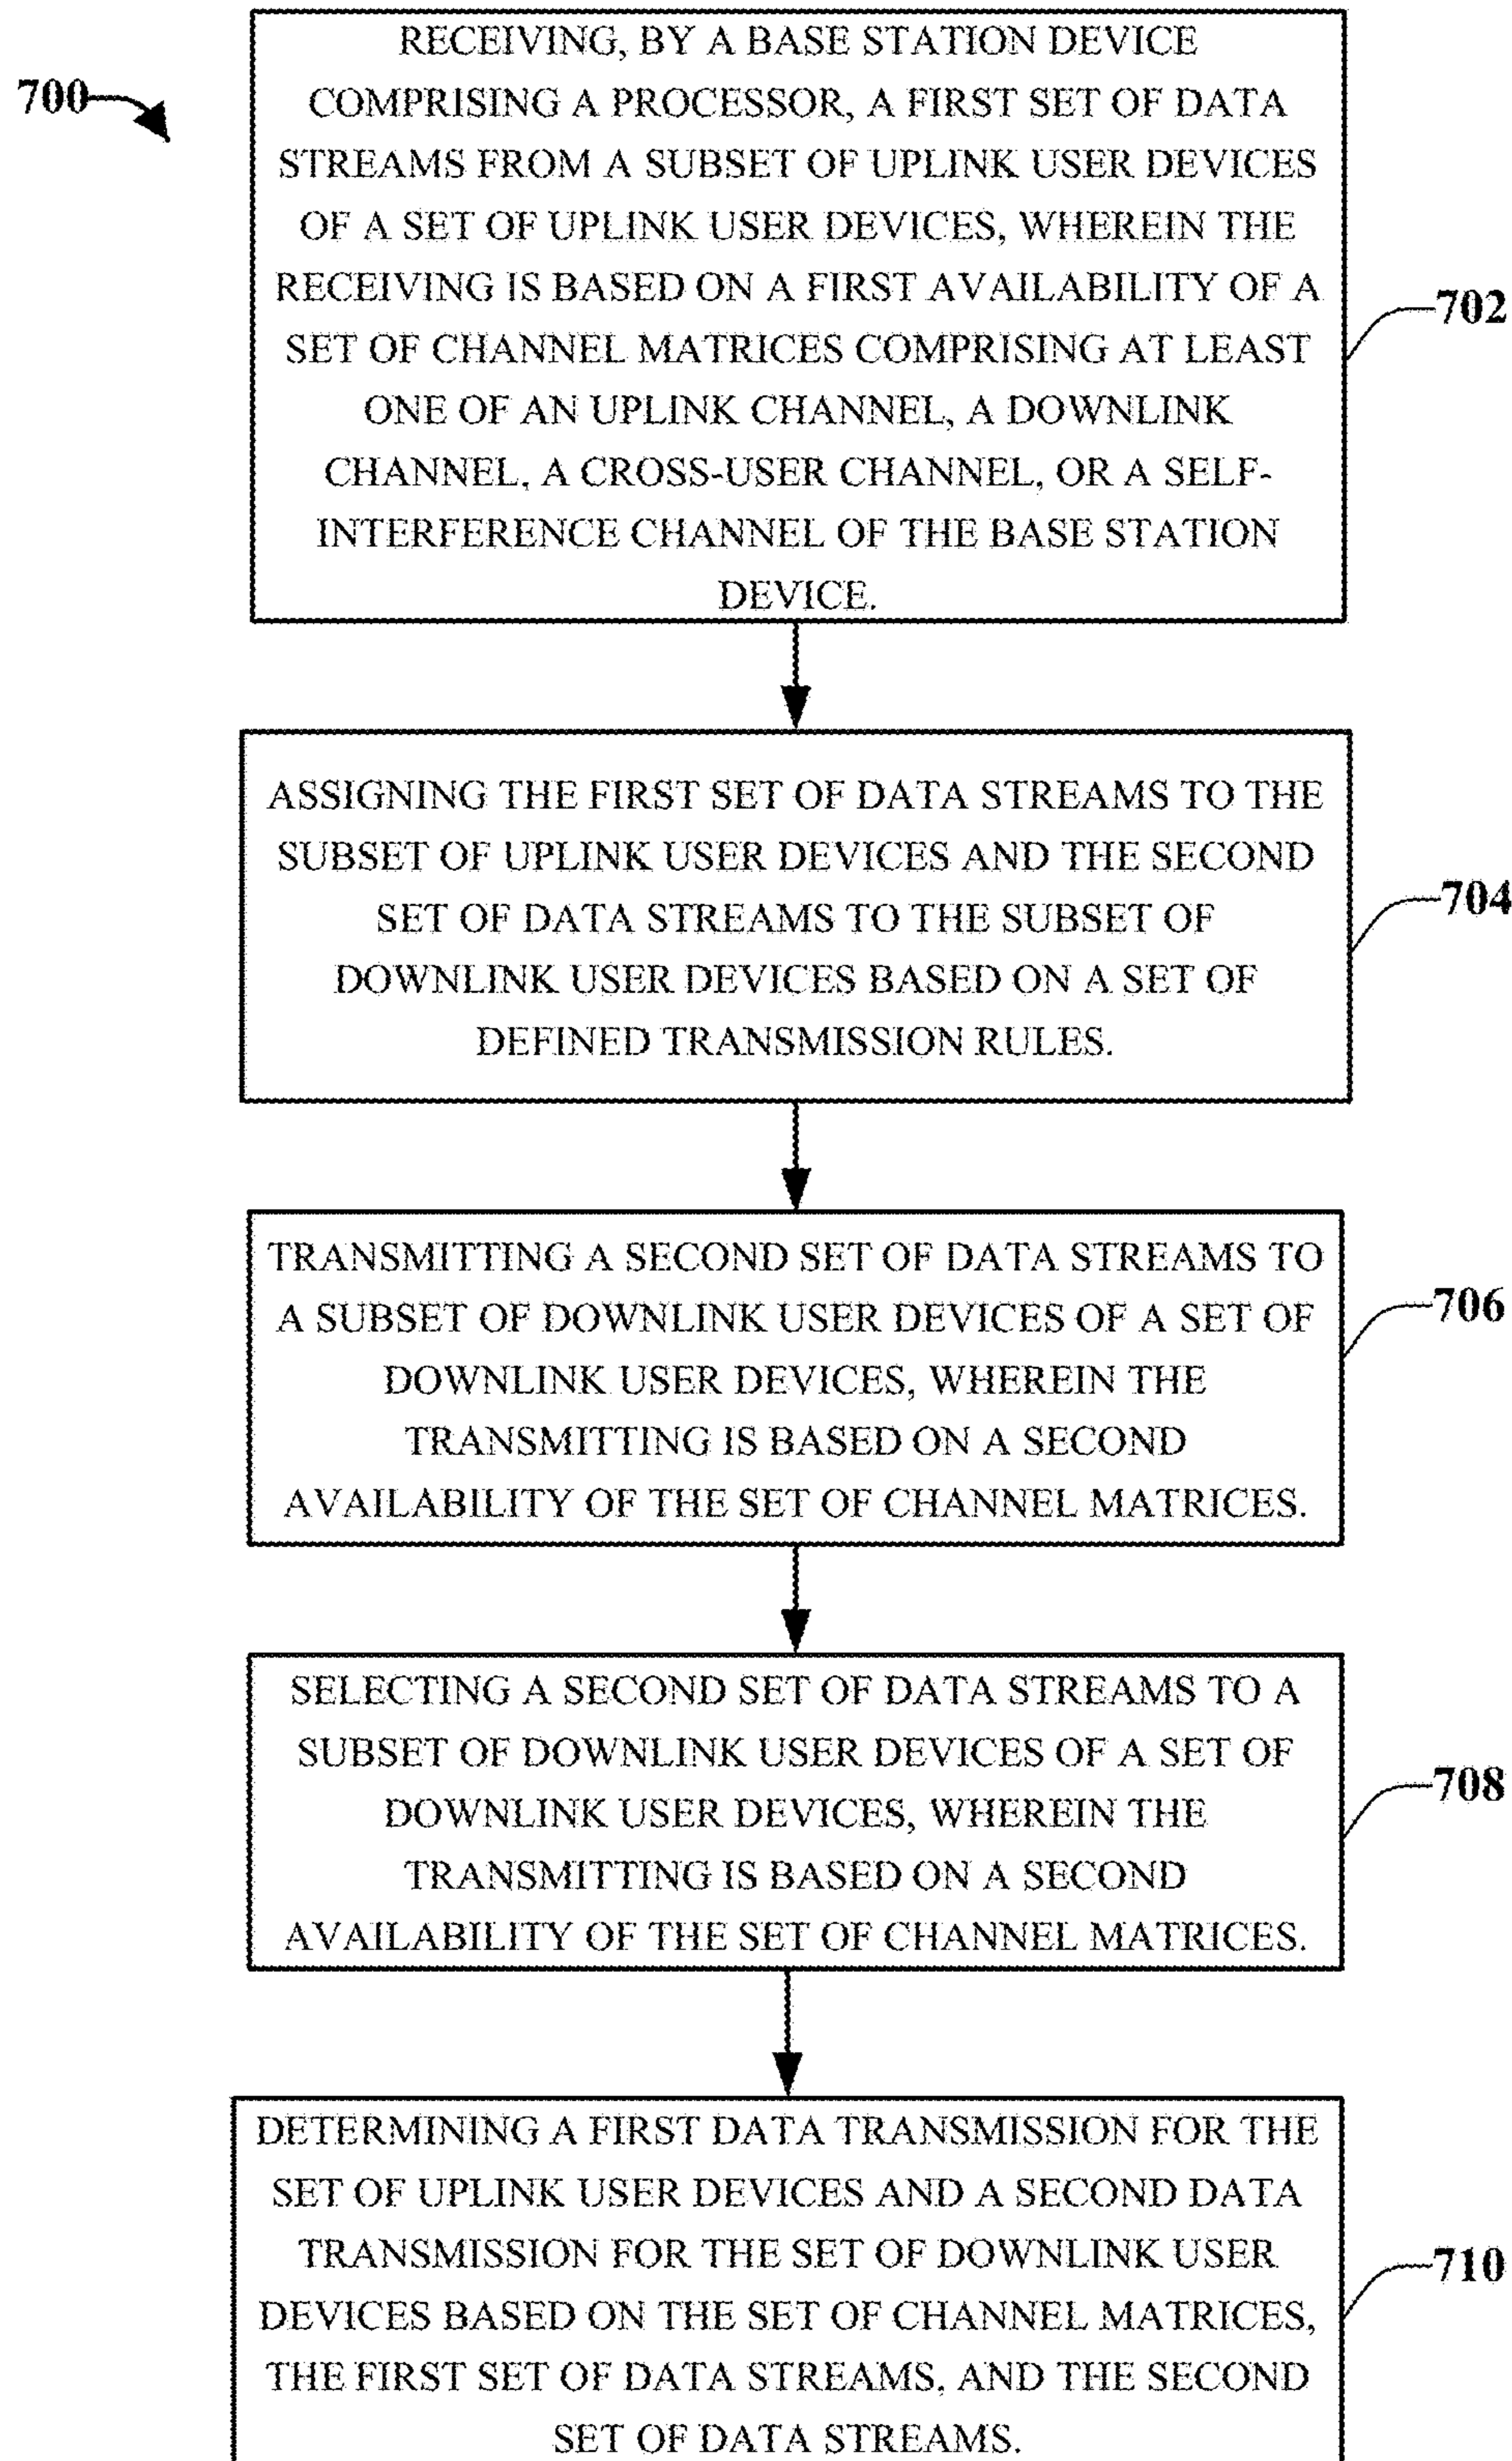 700
RECEIVING, BY A BASE STATION DEVICE
COMPRISING A PROCESSOR, A FIRST SET OF DATA
STREAMS FROM A SUBSET OF UPLINK USER DEVICES
OF A SET OF UPLINK USER DEVICES, WHEREIN THE
RECEIVING IS BASED ON A FIRST AVAILABILITY OF A
SET OF CHANNEL MATRICES COMPRISING AT LEAST
ONE OF AN UPLINK CHANNEL, A DOWNLINK
CHANNEL, A CROSS-USER CHANNEL, OR A SELF-
INTERFERENCE CHANNEL OF THE BASE STATION
DEVICE.
702
ASSIGNING THE FIRST SET OF DATA STREAMS TO THE
SUBSET OF UPLINK USER DEVICES AND THE SECOND
SET OF DATA STREAMS TO THE SUBSET OF
DOWNLINK USER DEVICES BASED ON A SET OF
DEFINED TRANSMISSION RULES.
704
TRANSMITTING A SECOND SET OF DATA STREAMS TO
A SUBSET OF DOWNLINK USER DEVICES OF A SET OF
DOWNLINK USER DEVICES, WHEREIN THE
TRANSMITTING IS BASED ON A SECOND
AVAILABILITY OF THE SET OF CHANNEL MATRICES.
706
SELECTING A SECOND SET OF DATA STREAMS TO A
SUBSET OF DOWNLINK USER DEVICES OF A SET OF
DOWNLINK USER DEVICES, WHEREIN THE
TRANSMITTING IS BASED ON A SECOND
AVAILABILITY OF THE SET OF CHANNEL MATRICES.
708
DETERMINING A FIRST DATA TRANSMISSION FOR THE
SET OF UPLINK USER DEVICES AND A SECOND DATA
TRANSMISSION FOR THE SET OF DOWNLINK USER
DEVICES BASED ON THE SET OF CHANNEL MATRICES,
THE FIRST SET OF DATA STREAMS, AND THE SECOND
SET OF DATA STREAMS.
710